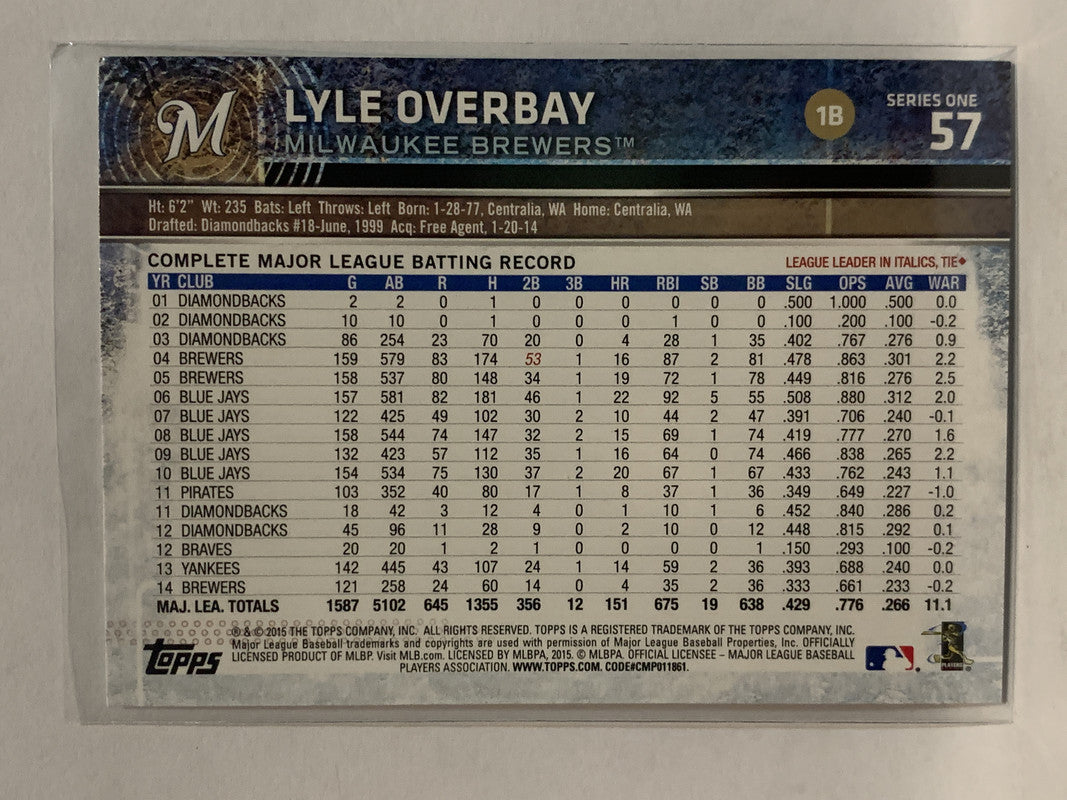 M
LYLE OVERBAY
MILWAUKEE BREWERS™
1B
SERIES ONE
57
Ht: 6'2" Wt: 235 Bats: Left Throws: Left Born: 1-28-77, Centralia, WA Home: Centralia, WA
Drafted: Diamondbacks #18-June, 1999 Acq: Free Agent, 1-20-14
COMPLETE MAJOR LEAGUE BATTING RECORD LEAGUE LEADER IN ITALICS, TIE♦
YR CLUB G AB R H 2B 3B HR RBI SB BB SLG OPS AVG WAR
01 DIAMONDBACKS 2 2 0 1 0 0 0 0 0 0 .500 1.000 .500 0.0
02 DIAMONDBACKS 10 10 0 1 0 0 0 1 0 0 .100 .200 .100 -0.2
03 DIAMONDBACKS 86 254 23 70 20 0 4 28 1 35 .402 .767 .276 0.9
04 BREWERS 159 579 83 174 53 1 16 87 2 81 .478 .863 .301 2.2
05 BREWERS 158 537 80 148 34 1 19 72 1 78 .449 .816 .276 2.5
06 BLUE JAYS 157 581 82 181 46 1 22 92 5 55 .508 .880 .312 2.0
07 BLUE JAYS 122 425 49 102 30 2 10 44 2 47 .391 .706 .240 -0.1
08 BLUE JAYS 158 544 74 147 32 2 15 69 1 74 .419 .777 .270 1.6
09 BLUE JAYS 132 423 57 112 35 1 16 64 0 74 .466 .838 .265 2.2
10 BLUE JAYS 154 534 75 130 37 2 20 67 1 67 .433 .762 .243 1.1
11 PIRATES 103 352 40 80 17 1 8 37 1 36 .349 .649 .227 -1.0
11 DIAMONDBACKS 18 42 3 12 4 0 1 10 1 6 .452 .840 .286 0.2
12 DIAMONDBACKS 45 96 11 28 9 0 2 10 0 12 .448 .815 .292 0.1
12 BRAVES 20 20 1 2 1 0 0 0 0 1 .150 .293 .100 -0.2
13 YANKEES 142 445 43 107 24 1 14 59 2 36 .393 .688 .240 0.0
14 BREWERS 121 258 24 60 14 0 4 35 2 36 .333 .661 .233 -0.2
MAJ. LEA. TOTALS 1587 5102 645 1355 356 12 151 675 19 638 .429 .776 .266 11.1
TOPPS
® & © 2015 THE TOPPS COMPANY, INC. ALL RIGHTS RESERVED. TOPPS IS A REGISTERED TRADEMARK OF THE TOPPS COMPANY, INC.
Major League Baseball trademarks and copyrights are used with permission of Major League Baseball Properties, Inc. OFFICIALLY
LICENSED PRODUCT OF MLBP. Visit MLB.com. LICENSED BY MLBPA, 2015. © MLBPA. OFFICIAL LICENSEE – MAJOR LEAGUE BASEBALL
PLAYERS ASSOCIATION. WWW.TOPPS.COM. CODE#CMP011861.
PLAYERS